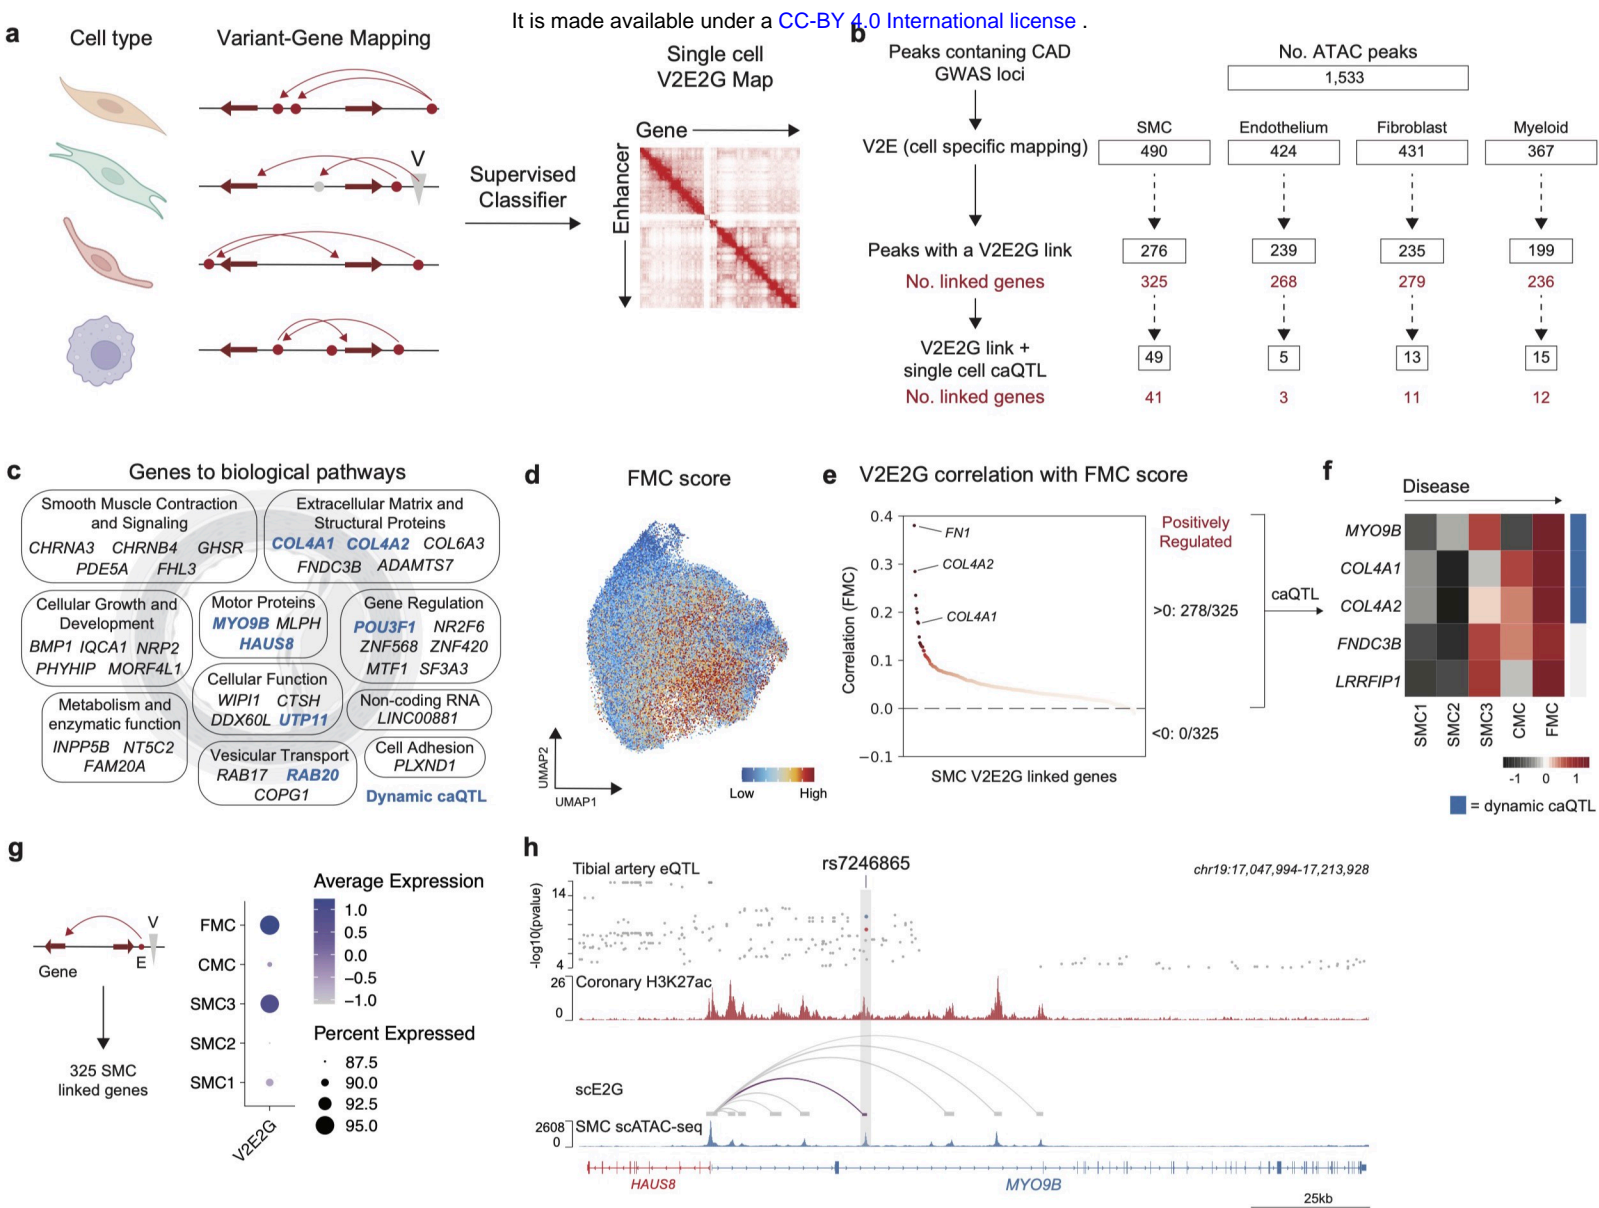 It is made available under a CC-BY 4.0 International license .
a
Cell type
Variant-Gene Mapping
V
Supervised
Classifier
Single cell
V2E2G Map
Gene
Enhancer
b
Peaks contaning CAD
GWAS loci
No. ATAC peaks
1,533
V2E (cell specific mapping)
SMC
Endothelium
Fibroblast
Myeloid
490
424
431
367
Peaks with a V2E2G link
276
239
235
199
No. linked genes
325
268
279
236
V2E2G link +
single cell caQTL
49
5
13
15
No. linked genes
41
3
11
12
c
Genes to biological pathways
Smooth Muscle Contraction
and Signaling
CHRNA3 CHRNB4 GHSR
PDE5A FHL3
Extracellular Matrix and
Structural Proteins
COL4A1 COL4A2 COL6A3
FNDC3B ADAMTS7
Cellular Growth and
Development
BMP1 IQCA1 NRP2
PHYHIP MORF4L1
Motor Proteins
MYO9B MLPH
HAUS8
Gene Regulation
POU3F1 NR2F6
ZNF568 ZNF420
MTF1 SF3A3
Cellular Function
WIPI1 CTSH
DDX60L UTP11
Non-coding RNA
LINC00881
Metabolism and
enzymatic function
INPP5B NT5C2
FAM20A
Vesicular Transport
RAB17 RAB20
COPG1
Cell Adhesion
PLXND1
Dynamic caQTL
d
FMC score
UMAP2
UMAP1
Low
High
e
V2E2G correlation with FMC score
Correlation (FMC)
0.4
0.3
0.2
0.1
0.0
−0.1
FN1
COL4A2
COL4A1
SMC V2E2G linked genes
Positively
Regulated
>0: 278/325
<0: 0/325
caQTL
f
Disease
MYO9B
COL4A1
COL4A2
FNDC3B
LRRFIP1
SMC1
SMC2
SMC3
CMC
FMC
-1 0 1
= dynamic caQTL
g
V
E
Gene
325 SMC
linked genes
FMC
CMC
SMC3
SMC2
SMC1
V2E2G
Average Expression
1.0
0.5
0.0
−0.5
−1.0
Percent Expressed
87.5
90.0
92.5
95.0
h
Tibial artery eQTL
rs7246865
chr19:17,047,994-17,213,928
-log10(pvalue)
14
4
Coronary H3K27ac
26
0
scE2G
SMC scATAC-seq
2608
0
HAUS8
MYO9B
25kb